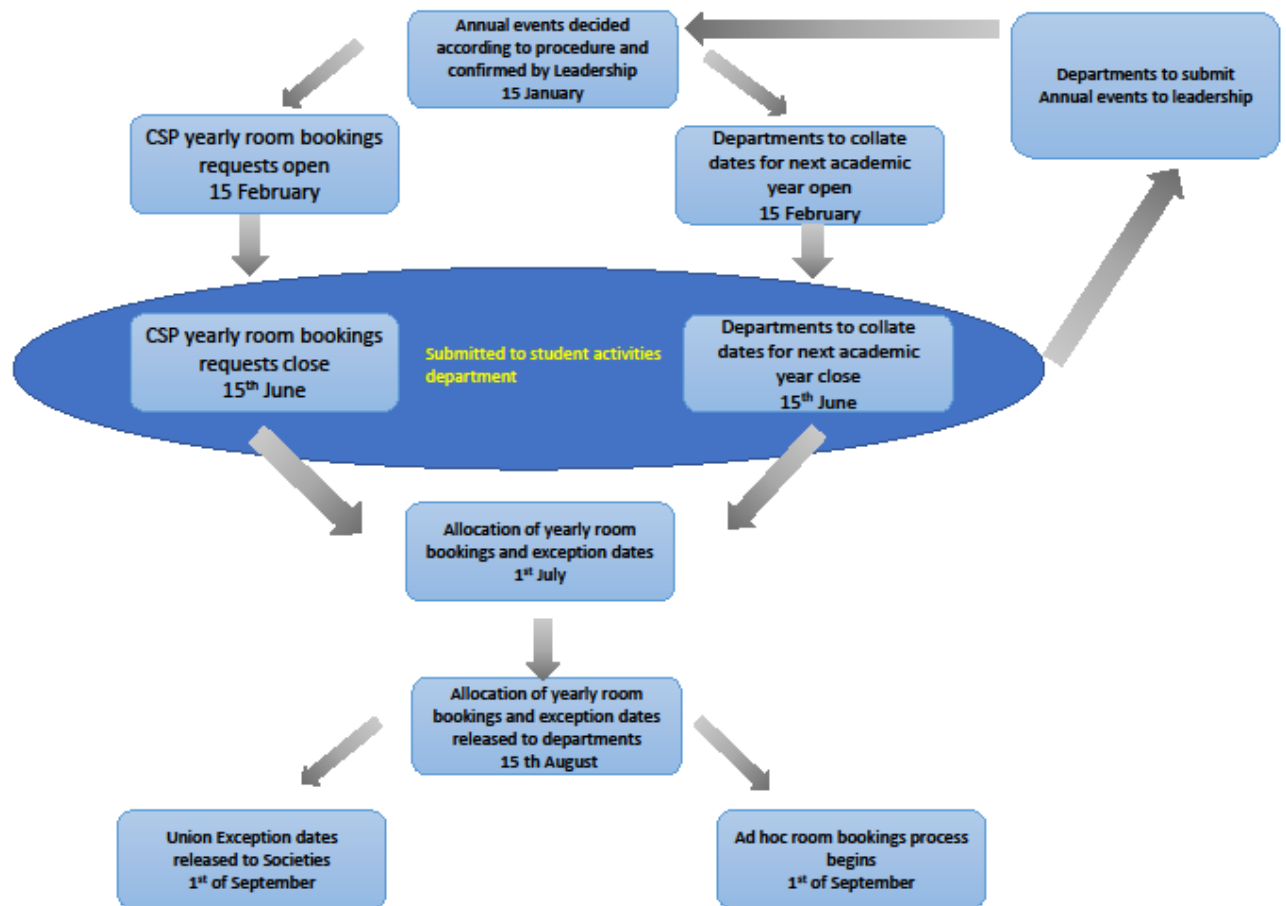 Annual events decided
according to procedure and
confirmed by Leadership
15 January
Departments to submit
Annual events to leadership
CSP yearly room bookings
requests open
15 February
Departments to collate
dates for next academic
year open
15 February
CSP yearly room bookings
requests close
15th June
Submitted to student activities
department
Departments to collate
dates for next academic
year close
15th June
Allocation of yearly room
bookings and exception dates
1st July
Allocation of yearly room
bookings and exception dates
released to departments
15 th August
Union Exception dates
released to Societies
1st of September
Ad hoc room bookings process
begins
1st of September